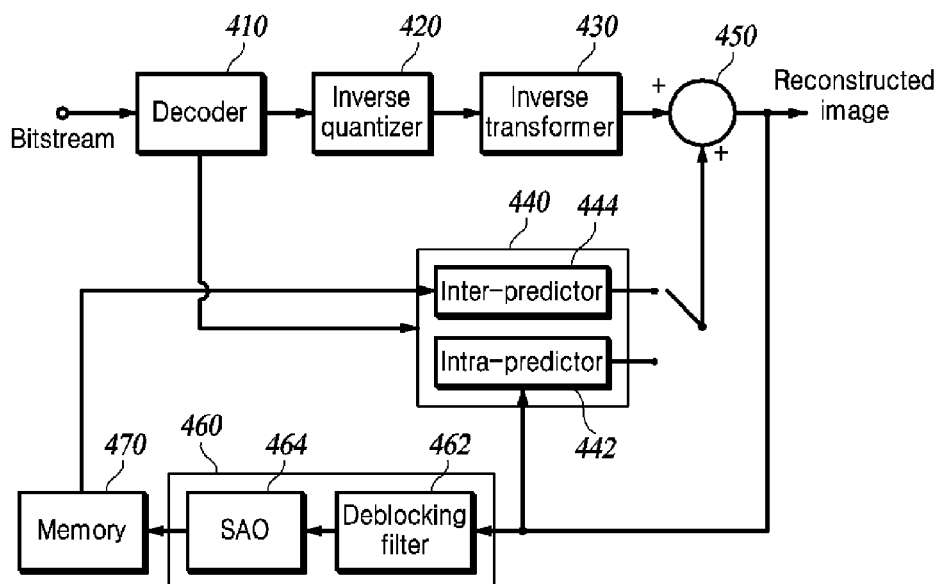 410
420
430
450
Bitstream
Decoder
Inverse
quantizer
Inverse
transformer
+
+
Reconstructed
image
440
444
Inter-predictor
Intra-predictor
442
470
460
464
462
Memory
SAO
Deblocking
filter